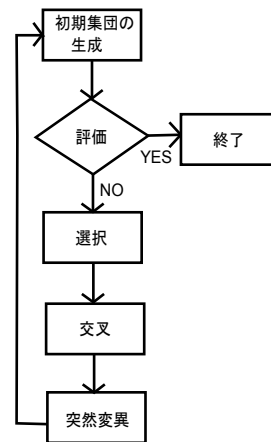 初期集団の
生成
評価
YES
終了
NO
選択
交叉
突然変異